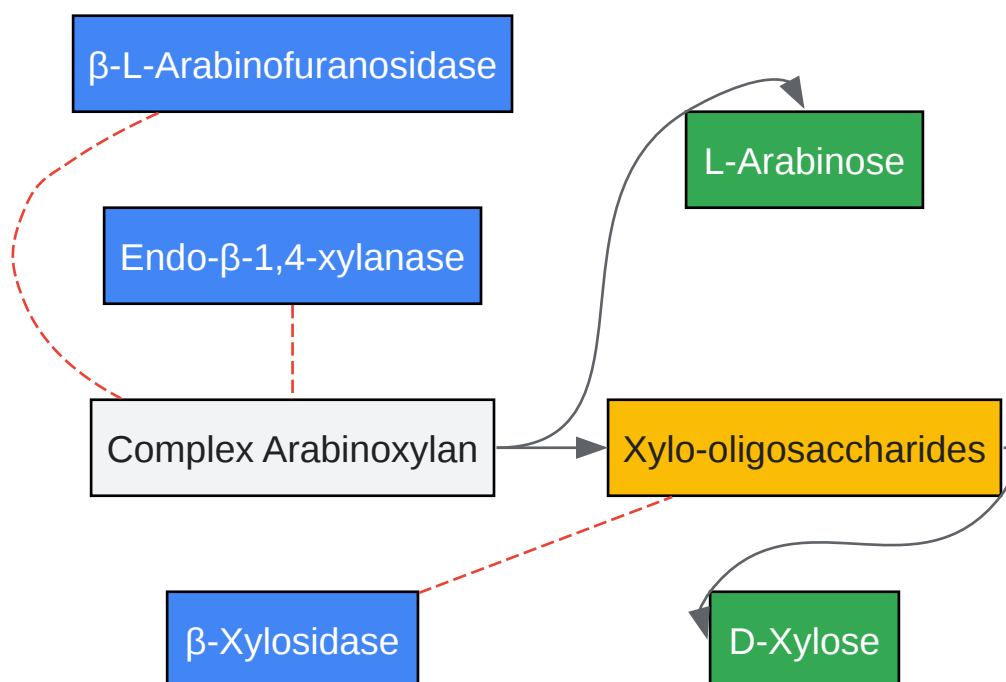 β-L-Arabinofuranosidase
L-Arabinose
Endo-β-1,4-xylanase
Complex Arabinoxylan
Xylo-oligosaccharides
β-Xylosidase
D-Xylose